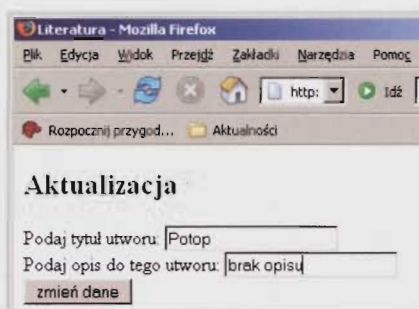 Literatura - Mozilla Firefox
Plik Edycja Widok Przejdź Zakładki Narzędzia Pomoc
http: Idź
Rozpocznij przygod... Aktualności
Aktualizacja
Podaj tytuł utworu: Potop
Podaj opis do tego utworu: brak opisu
zmień dane